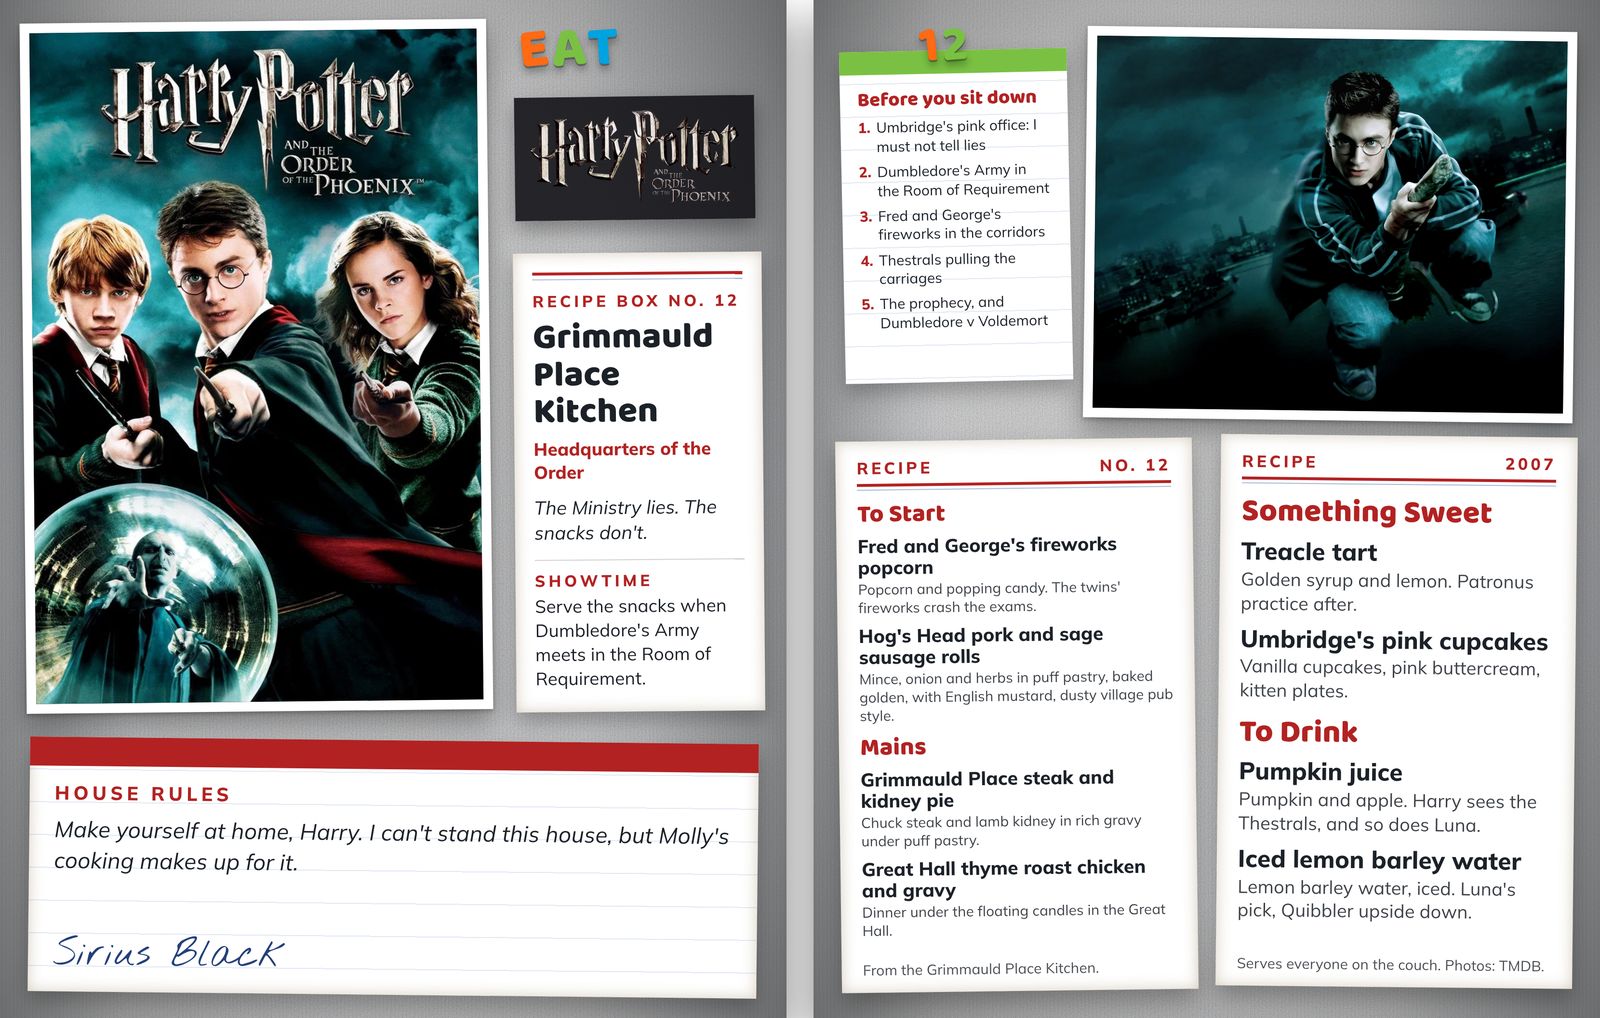 Harry Potter
AND THE
ORDER
OF THE PHOENIX™
EAT
Harry Potter
AND THE
ORDER
OF THE PHOENIX
RECIPE BOX NO. 12
Grimmauld
Place
Kitchen
Headquarters of the
Order
The Ministry lies. The
snacks don't.
SHOWTIME
Serve the snacks when
Dumbledore's Army
meets in the Room of
Requirement.
HOUSE RULES
Make yourself at home, Harry. I can't stand this house, but Molly's
cooking makes up for it.
Sirius Black
12
Before you sit down
1. Umbridge's pink office: I
must not tell lies
2. Dumbledore's Army in
the Room of Requirement
3. Fred and George's
fireworks in the corridors
4. Thestrals pulling the
carriages
5. The prophecy, and
Dumbledore v Voldemort
RECIPE NO. 12
To Start
Fred and George's fireworks
popcorn
Popcorn and popping candy. The twins'
fireworks crash the exams.
Hog's Head pork and sage
sausage rolls
Mince, onion and herbs in puff pastry, baked
golden, with English mustard, dusty village pub
style.
Mains
Grimmauld Place steak and
kidney pie
Chuck steak and lamb kidney in rich gravy
under puff pastry.
Great Hall thyme roast chicken
and gravy
Dinner under the floating candles in the Great
Hall.
From the Grimmauld Place Kitchen.
RECIPE 2007
Something Sweet
Treacle tart
Golden syrup and lemon. Patronus
practice after.
Umbridge's pink cupcakes
Vanilla cupcakes, pink buttercream,
kitten plates.
To Drink
Pumpkin juice
Pumpkin and apple. Harry sees the
Thestrals, and so does Luna.
Iced lemon barley water
Lemon barley water, iced. Luna's
pick, Quibbler upside down.
Serves everyone on the couch. Photos: TMDB.